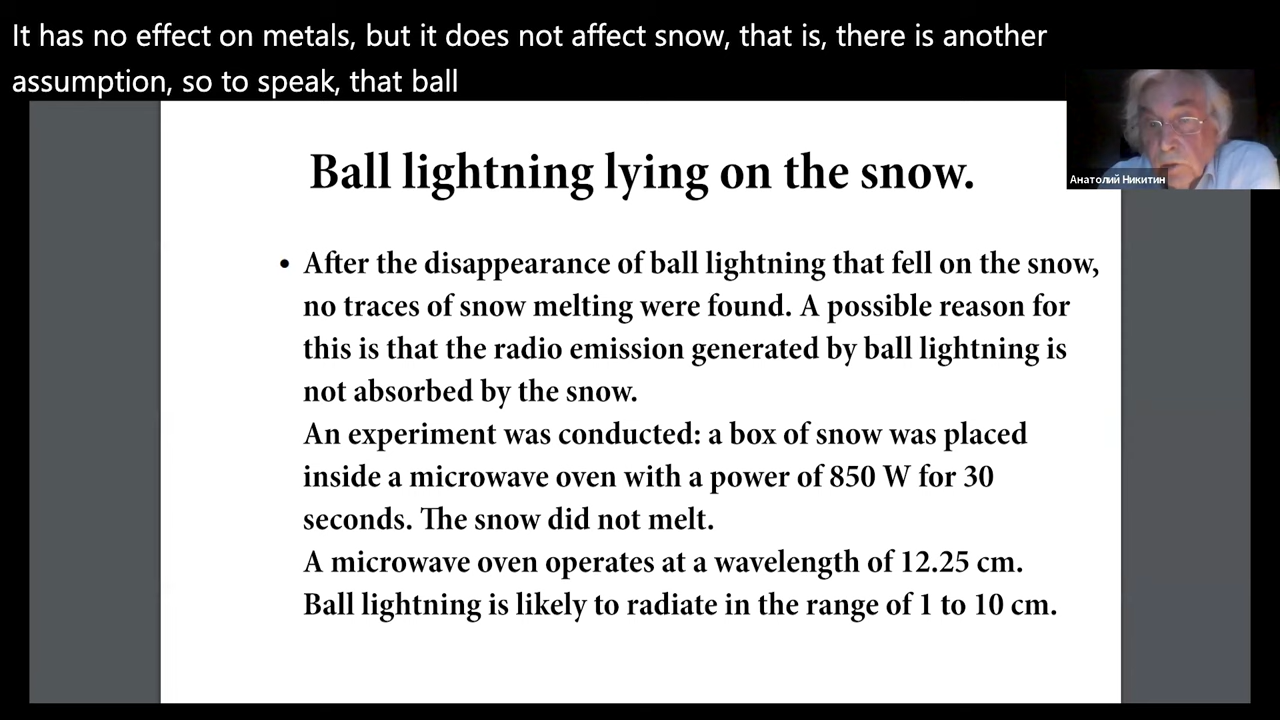 It has no effect on metals, but it does not affect snow, that is, there is another
assumption, so to speak, that ball
Анатолий Никитин
Ball lightning lying on the snow.
• After the disappearance of ball lightning that fell on the snow,
no traces of snow melting were found. A possible reason for
this is that the radio emission generated by ball lightning is
not absorbed by the snow.
An experiment was conducted: a box of snow was placed
inside a microwave oven with a power of 850 W for 30
seconds. The snow did not melt.
A microwave oven operates at a wavelength of 12.25 cm.
Ball lightning is likely to radiate in the range of 1 to 10 cm.